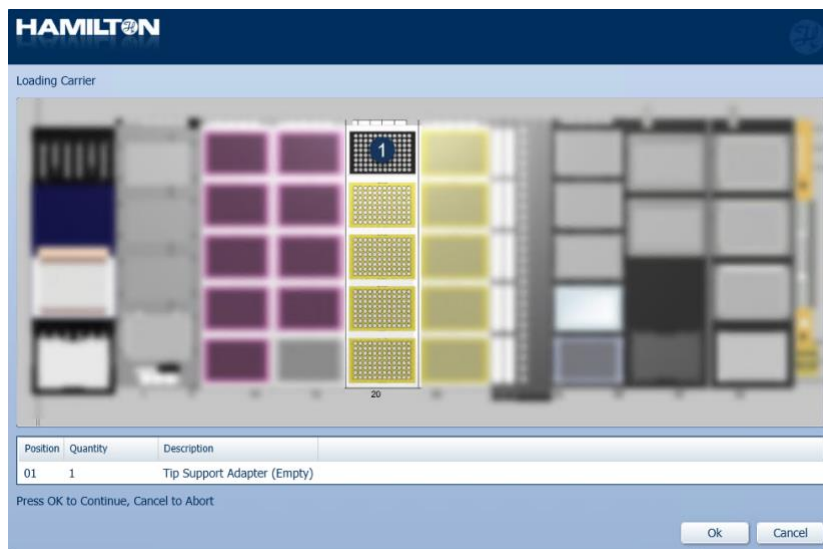 HAMILTON
Loading Carrier
1
20
Position Quantity Description
01 1 Tip Support Adapter (Empty)
Press OK to Continue, Cancel to Abort
Ok Cancel